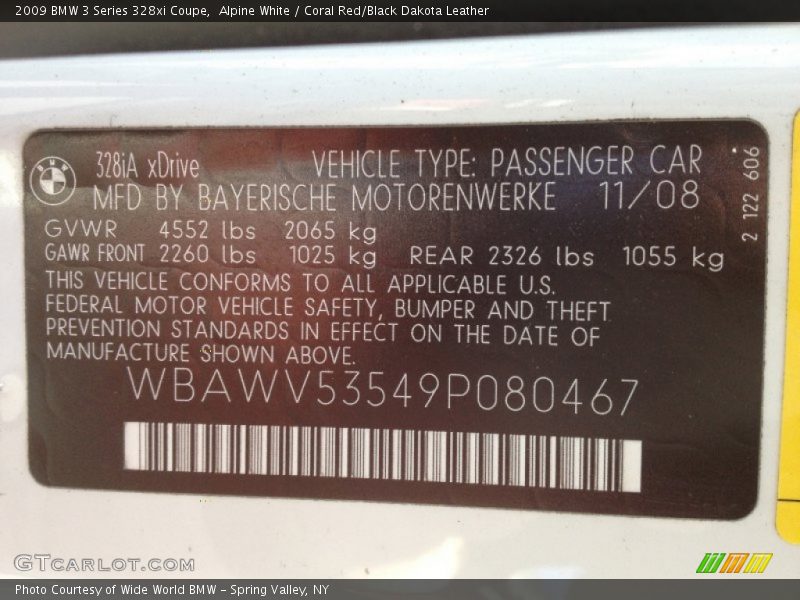 2009 BMW 3 Series 328xi Coupe,  Alpine White / Coral Red/Black Dakota Leather
BMW
328iA xDrive VEHICLE TYPE: PASSENGER CAR
MFD BY BAYERISCHE MOTORENWERKE 11/08
GVWR 4552 lbs 2065 kg
GAWR FRONT 2260 lbs 1025 kg REAR 2326 lbs 1055 kg
THIS VEHICLE CONFORMS TO ALL APPLICABLE U.S.
FEDERAL MOTOR VEHICLE SAFETY, BUMPER AND THEFT
PREVENTION STANDARDS IN EFFECT ON THE DATE OF
MANUFACTURE SHOWN ABOVE.
WBAWV53549P080467
2 122 606
GTCARLOT.COM
Photo Courtesy of Wide World BMW - Spring Valley, NY